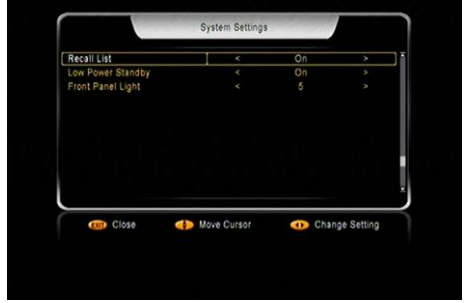 System Settings
Recall List < On >
Low Power Standby < On >
Front Panel Light < 5 >
EXIT Close Move Cursor Change Setting